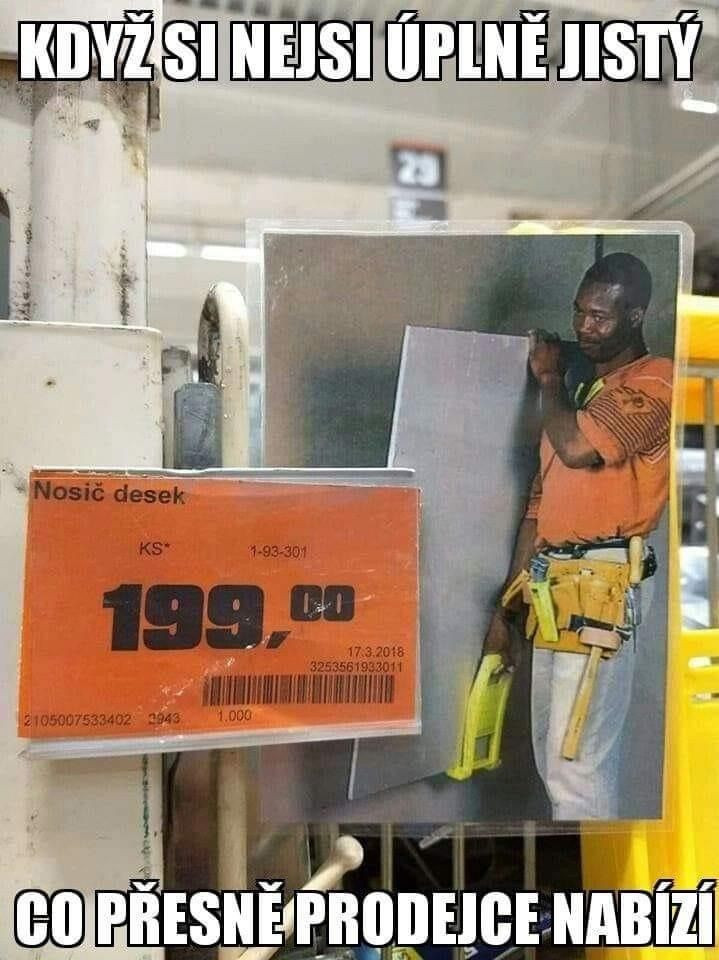 KDYŽ SI NEJSI ÚPLNĚ JISTÝ
29
Nosič desek
KS* 1-93-301
199,00
17.3.2018
3253561933011
2105007533402 3943 1.000
CO PŘESNĚ PRODEJCE NABÍZÍ